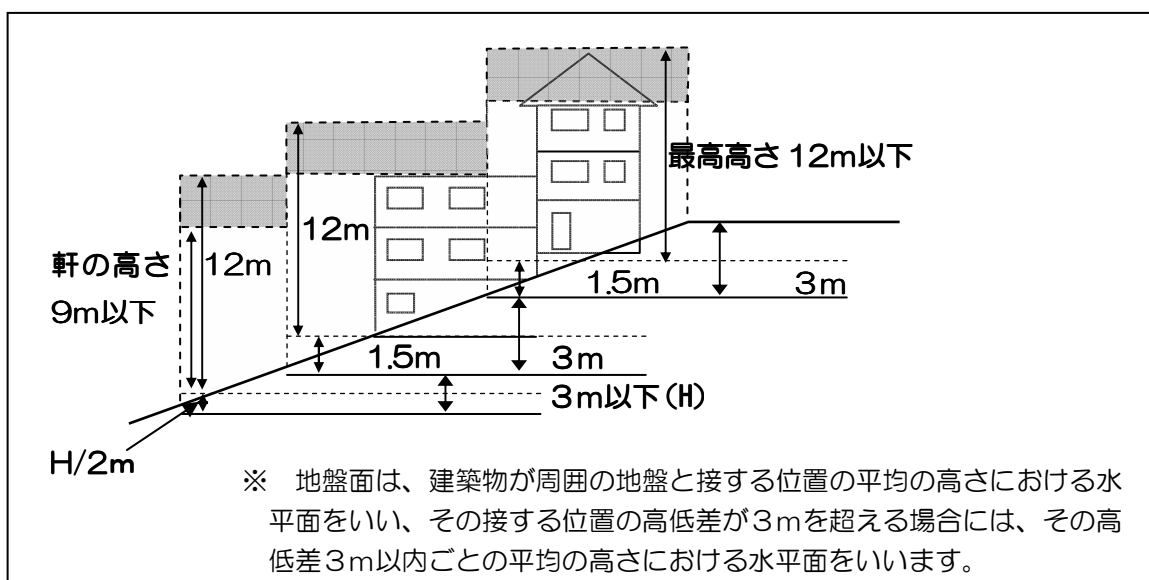 最高高さ 12m以下
12m
軒の高さ
9m以下
12m
1.5m
3m
1.5m
3m
3m以下(H)
H/2m
※　地盤面は、建築物が周囲の地盤と接する位置の平均の高さにおける水
平面をいい、その接する位置の高低差が３ｍを超える場合には、その高
低差３ｍ以内ごとの平均の高さにおける水平面をいいます。